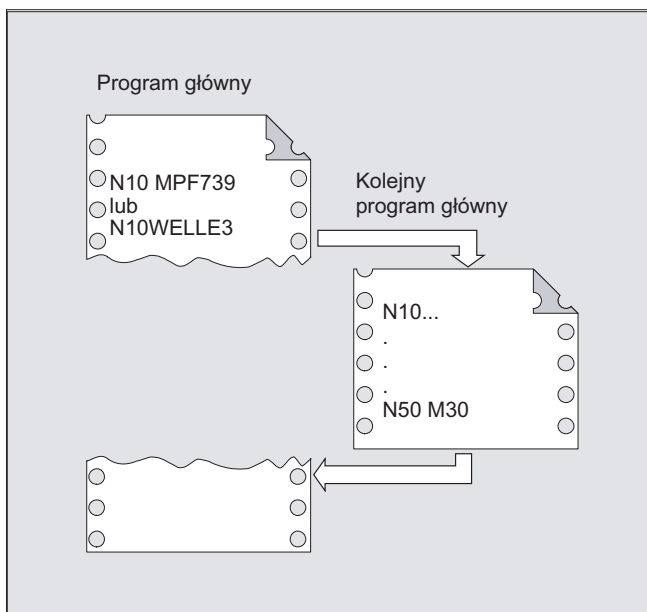 Program główny
N10 MPF739
lub
N10WELLE3
Kolejny
program główny
N10...
.
.
.
N50 M30